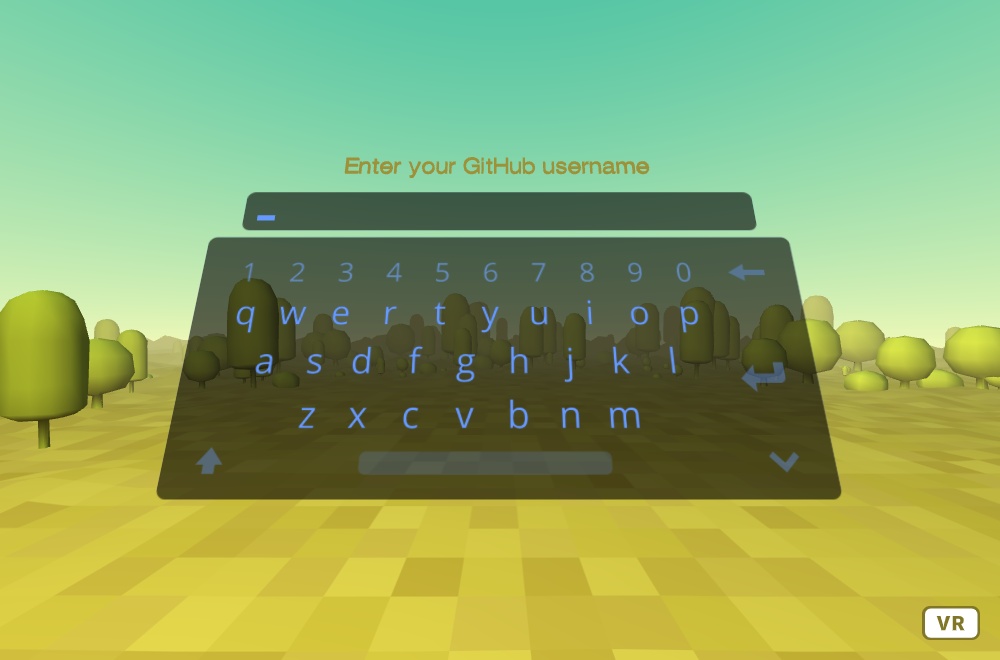 Enter your GitHub username
1 2 3 4 5 6 7 8 9 0
q w e r t y u i o p
a s d f g h j k l
z x c v b n m
VR